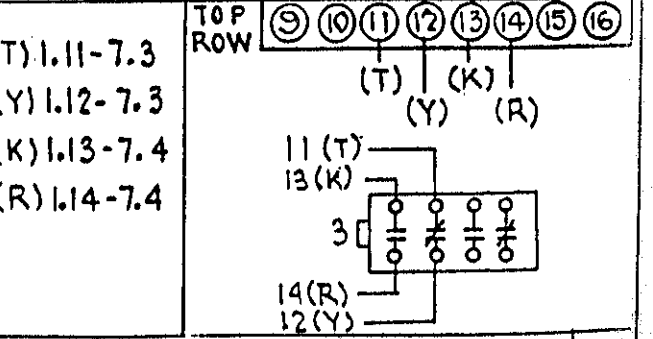 T) 1.11-7.3
Y) 1.12-7.3
K) 1.13-7.4
(R) 1.14-7.4
TOP
ROW
9 10 11 12 13 14 15 16
(T) (K)
(Y) (R)
11 (T)
13 (K)
3
14 (R)
12 (Y)